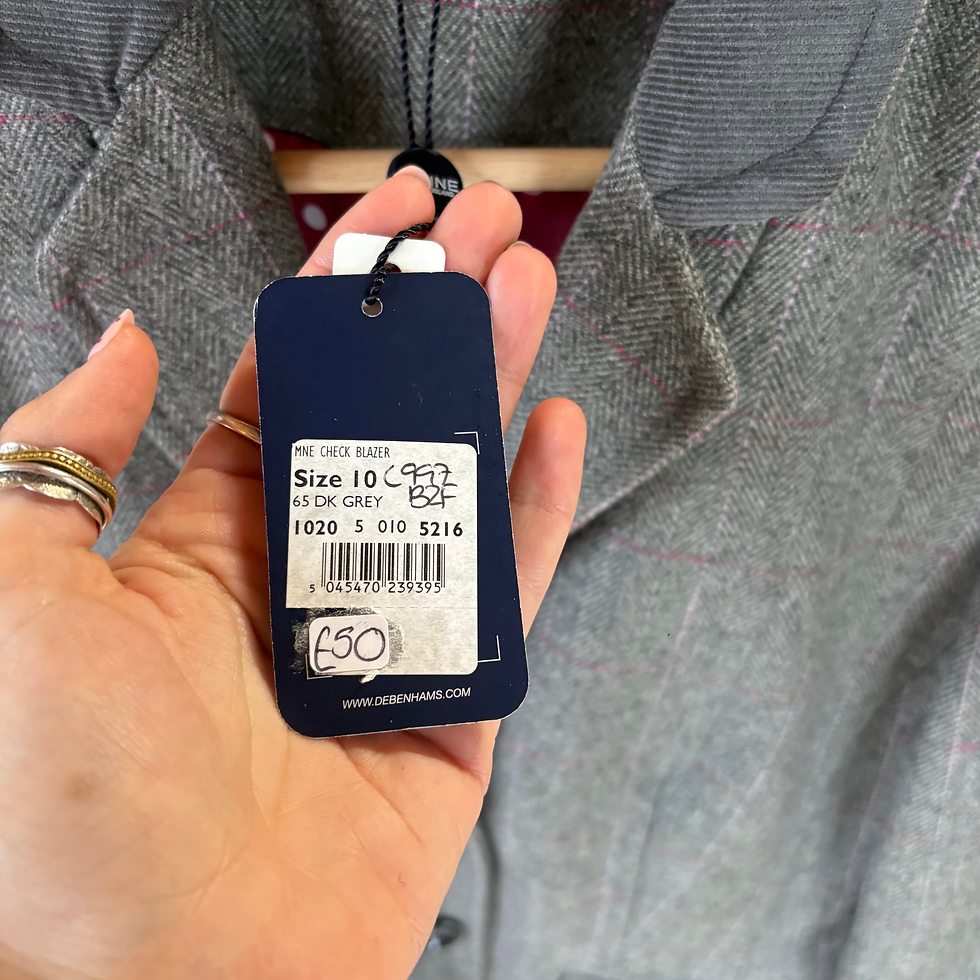 MNE CHECK BLAZER
Size 10 C997
65 DK GREY BZF
1020 5 010 5216
5 045470 239395
£50
WWW.DEBENHAMS.COM